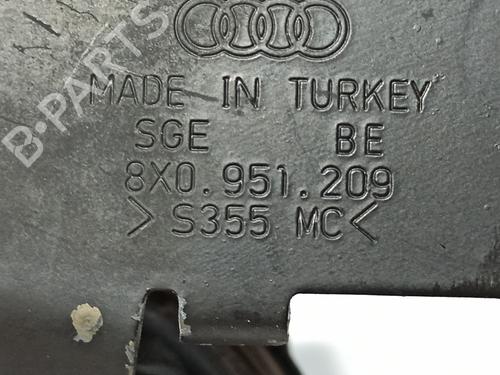 B-PARTS
MADE IN TURKEY
SGE BE
8X0.951.209
>S355 MC<